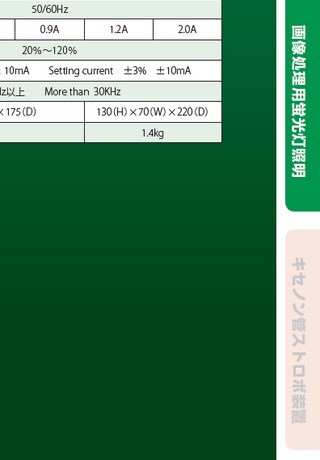 50/60Hz
0.9A 1.2A 2.0A
20%～120%
10mA Setting current ±3% ±10mA
Hz以上 More than 30KHz
×175(D) 130(H)×70(W)×220(D)
1.4kg
画像処理用蛍光灯照明
キセノン管ストロボ装置